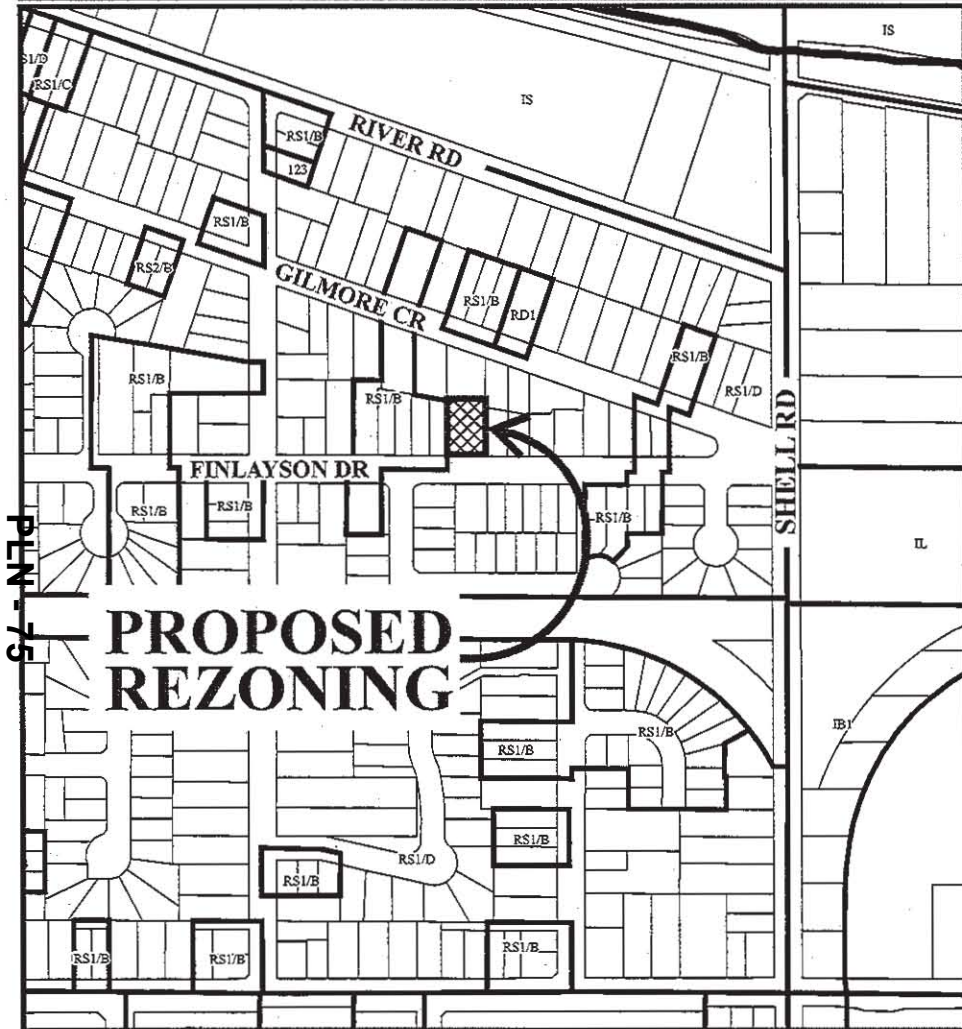 IS
IS
S1/D
RS1/C
RS1/B
RIVER RD
123
RS1/B
RS2/B
GILMORE CR
RS1/B
RD1
RS1/B
RS1/D
RS1/B
RS1/B
SHELL RD
FINLAYSON DR
RS1/B
RS1/B
RS1/B
IL
PLN - 75
PROPOSED
REZONING
RS1/B
RS1/B
IB1
RS1/B
RS1/D
RS1/B
RS1/B
RS1/B
RS1/B